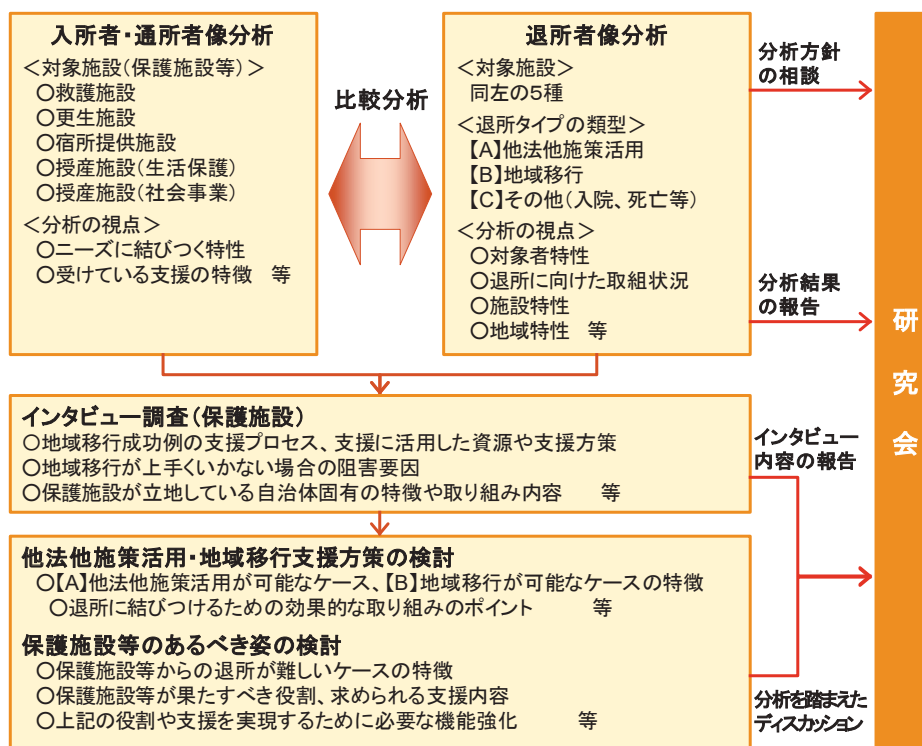 入所者・通所者像分析
＜対象施設（保護施設等）＞
○救護施設
○更生施設
○宿所提供施設
○授産施設（生活保護）
○授産施設（社会事業）
＜分析の視点＞
○ニーズに結びつく特性
○受けている支援の特徴　等
比較分析
退所者像分析
＜対象施設＞
同左の5種
＜退所タイプの類型＞
【A】他法他施策活用
【B】地域移行
【C】その他（入院、死亡等）
＜分析の視点＞
○対象者特性
○退所に向けた取組状況
○施設特性
○地域特性　等
分析方針
の相談
分析結果
の報告
研究会
インタビュー調査（保護施設）
○地域移行成功例の支援プロセス、支援に活用した資源や支援方策
○地域移行が上手くいかない場合の阻害要因
○保護施設が立地している自治体固有の特徴や取り組み内容　等
インタビュー
内容の報告
他法他施策活用・地域移行支援方策の検討
○【A】他法他施策活用が可能なケース、【B】地域移行が可能なケースの特徴
○退所に結びつけるための効果的な取り組みのポイント　等
保護施設等のあるべき姿の検討
○保護施設等からの退所が難しいケースの特徴
○保護施設等が果たすべき役割、求められる支援内容
○上記の役割や支援を実現するために必要な機能強化　等
分析を踏まえた
ディスカッション